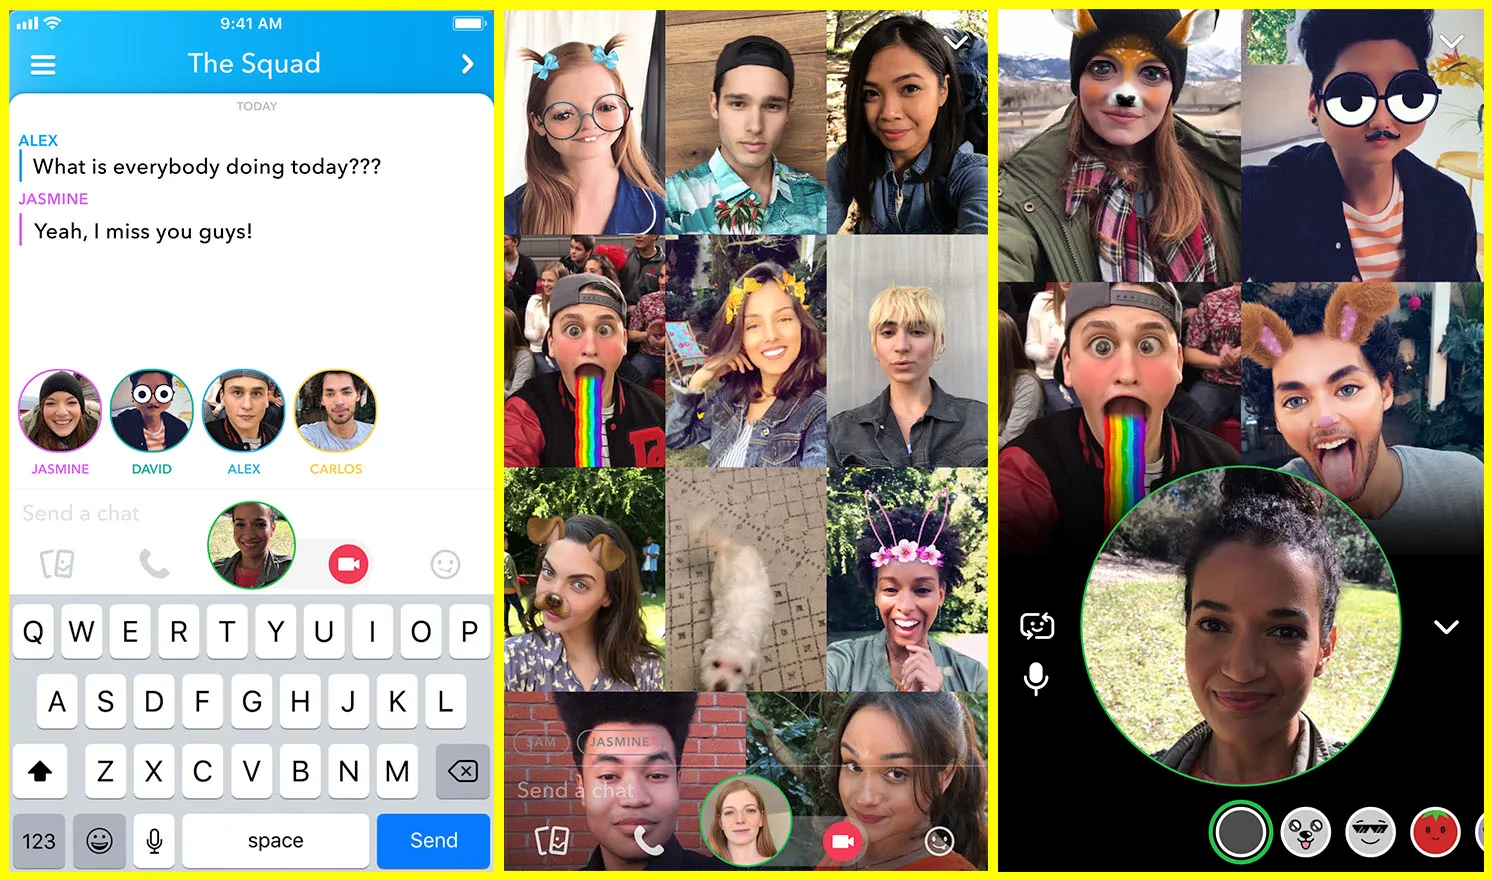 9:41 AM
The Squad
TODAY
ALEX
What is everybody doing today???
JASMINE
Yeah, I miss you guys!
JASMINE DAVID ALEX CARLOS
Send a chat
Q W E R T Y U I O P
A S D F G H J K L
Z X C V B N M
123 space Send
SAM JASMINE
Send a chat